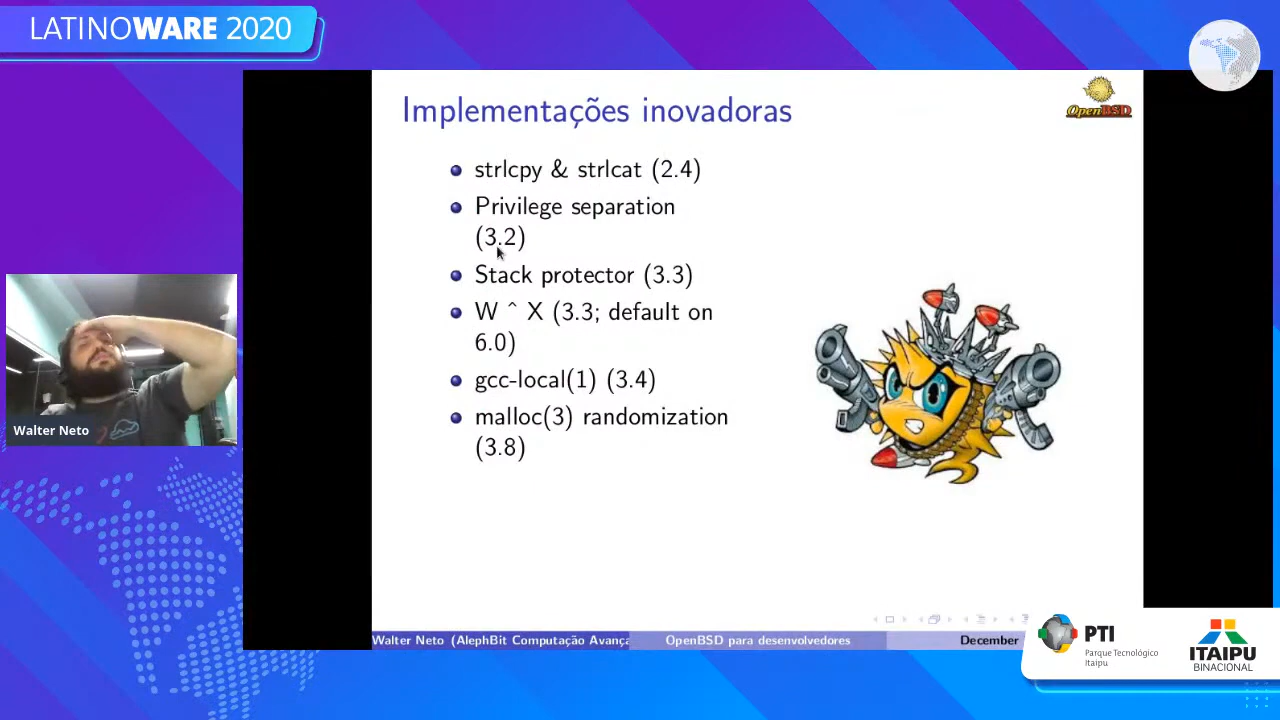 LATINOWARE 2020
Implementações inovadoras
OpenBSD
strlcpy & strlcat (2.4)
Privilege separation
(3.2)
Stack protector (3.3)
W ^ X (3.3; default on
6.0)
gcc-local(1) (3.4)
malloc(3) randomization
(3.8)
Walter Neto
Walter Neto (AlephBit Computação Avança
OpenBSD para desenvolvedores
December
PTI
Parque Tecnológico
Itaipu
ITAIPU
BINACIONAL